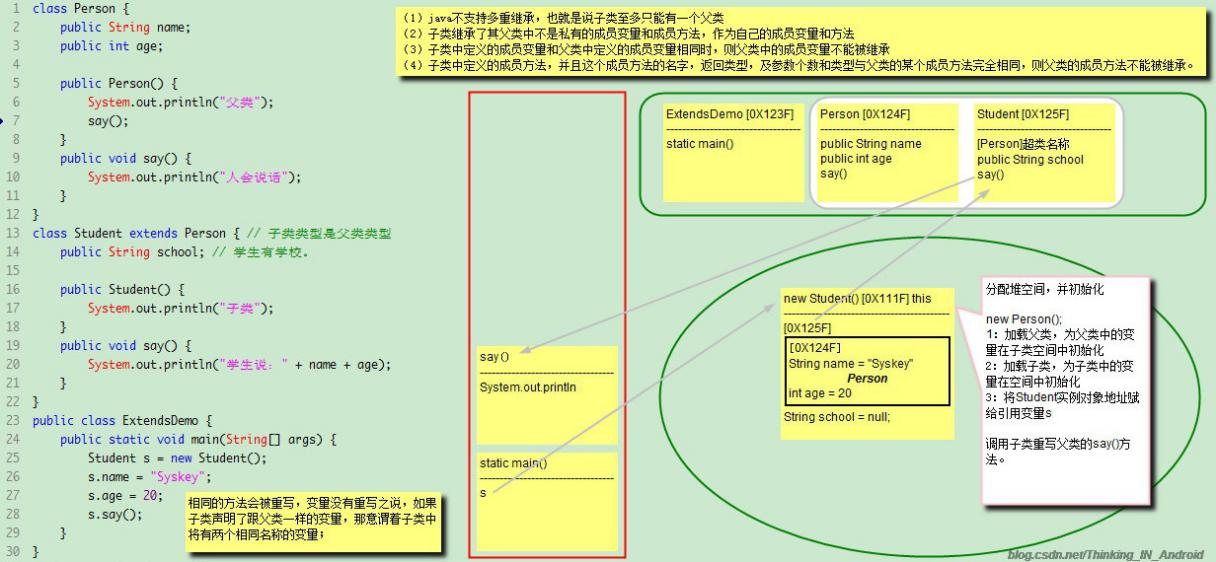 1 class Person {
2 public String name;
3 public int age;
4
5 public Person() {
6 System.out.println("父类");
7 say();
8 }
9 public void say() {
10 System.out.println("人会说话");
11 }
12 }
13 class Student extends Person { // 子类类型是父类类型
14 public String school; // 学生有学校。
15
16 public Student() {
17 System.out.println("子类");
18 }
19 public void say() {
20 System.out.println("学生说：" + name + age);
21 }
22 }
23 public class ExtendsDemo {
24 public static void main(String[] args) {
25 Student s = new Student();
26 s.name = "Syskey";
27 s.age = 20;
28 s.say();
29 }
30 }
相同的方法会被重写，变量没有重写之说，如果
子类声明了跟父类一样的变量，那意谓着子类中
将有两个相同名称的变量；
（1）java不支持多重继承，也就是说子类至多只能有一个父类
（2）子类继承了其父类中不是私有的成员变量和成员方法，作为自己的成员变量和方法
（3）子类中定义的成员变量和父类中定义的成员变量相同时，则父类中的成员变量不能被继承
（4）子类中定义的成员方法，并且这个成员方法的名字，返回类型，及参数个数和类型与父类的某个成员方法完全相同，则父类的成员方法不能被继承。
say()
System.out.println
static main()
s
ExtendsDemo [0X123F]
static main()
Person [0X124F]
public String name
public int age
say()
Student [0X125F]
[Person]超类名称
public String school
say()
new Student() [0X111F] this
[0X125F]
[0X124F]
String name = "Syskey"
Person
int age = 20
String school = null;
分配堆空间，并初始化
new Person();
1：加载父类，为父类中的变
量在子类空间中初始化
2：加载子类，为子类中的变
量在空间中初始化
3：将Student实例对象地址赋
给引用变量s
调用子类重写父类的say()方
法。
blog.csdn.net/Thinking_IN_Android